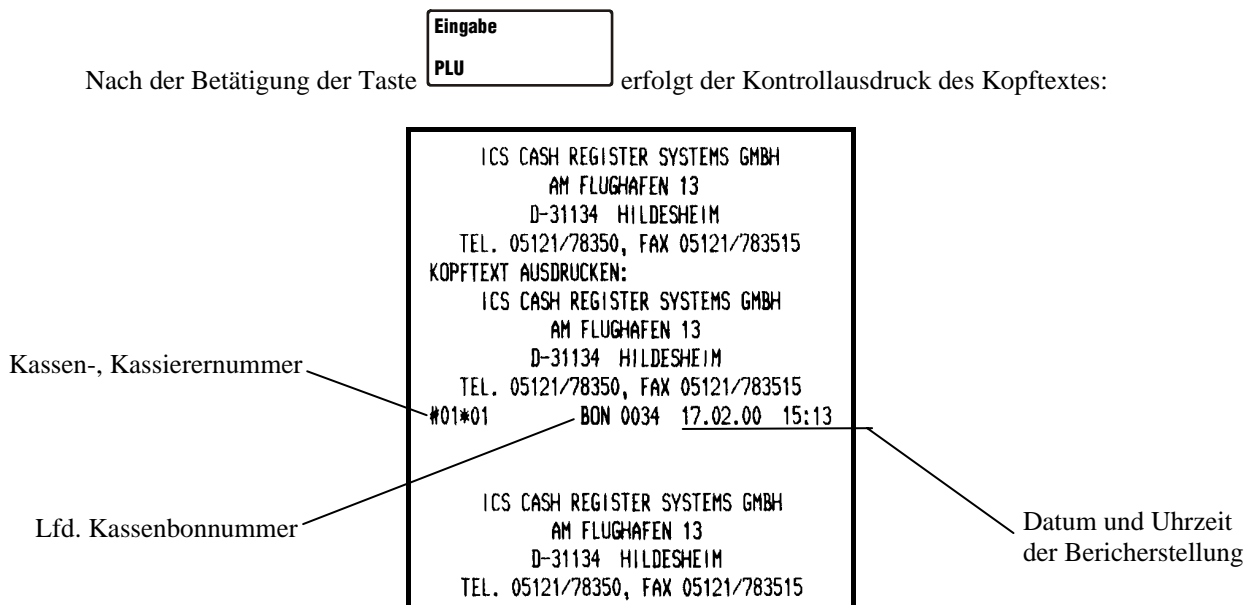 Eingabe
PLU
Nach der Betätigung der Taste erfolgt der Kontrollausdruck des Kopftextes:
ICS CASH REGISTER SYSTEMS GMBH
AM FLUGHAFEN 13
D-31134 HILDESHEIM
TEL. 05121/78350, FAX 05121/783515
KOPFTEXT AUSDRUCKEN:
ICS CASH REGISTER SYSTEMS GMBH
AM FLUGHAFEN 13
D-31134 HILDESHEIM
TEL. 05121/78350, FAX 05121/783515
Kassen-, Kassierernummer
#01*01 BON 0034 17.02.00 15:13
ICS CASH REGISTER SYSTEMS GMBH
AM FLUGHAFEN 13
D-31134 HILDESHEIM
TEL. 05121/78350, FAX 05121/783515
Lfd. Kassenbonnummer
Datum und Uhrzeit
der Bericherstellung